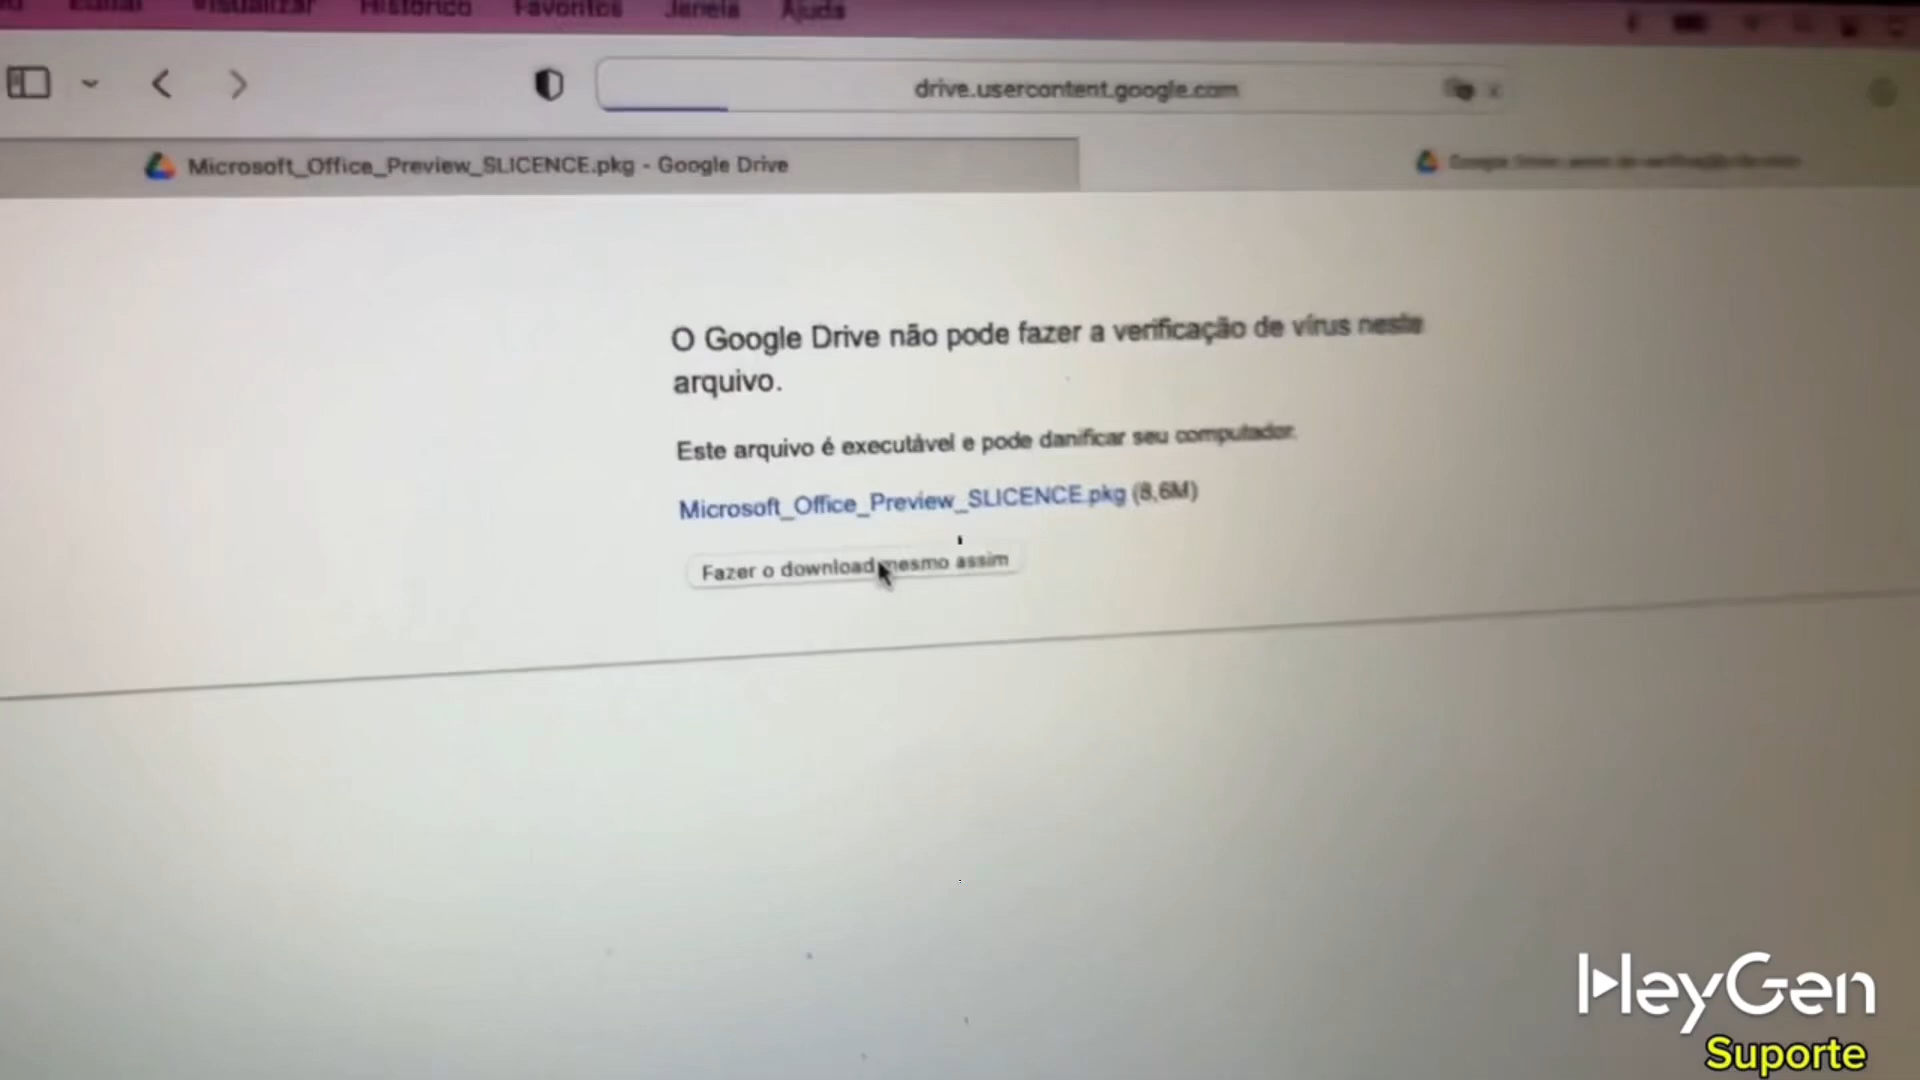 Editar Visualizar Histórico Favoritos Janela Ajuda
drive.usercontent.google.com
Microsoft_Office_Preview_SLICENCE.pkg - Google Drive
O Google Drive não pode fazer a verificação de vírus neste
arquivo.
Este arquivo é executável e pode danificar seu computador.
Microsoft_Office_Preview_SLICENCE.pkg (8,6M)
Fazer o download mesmo assim
HeyGen
Suporte